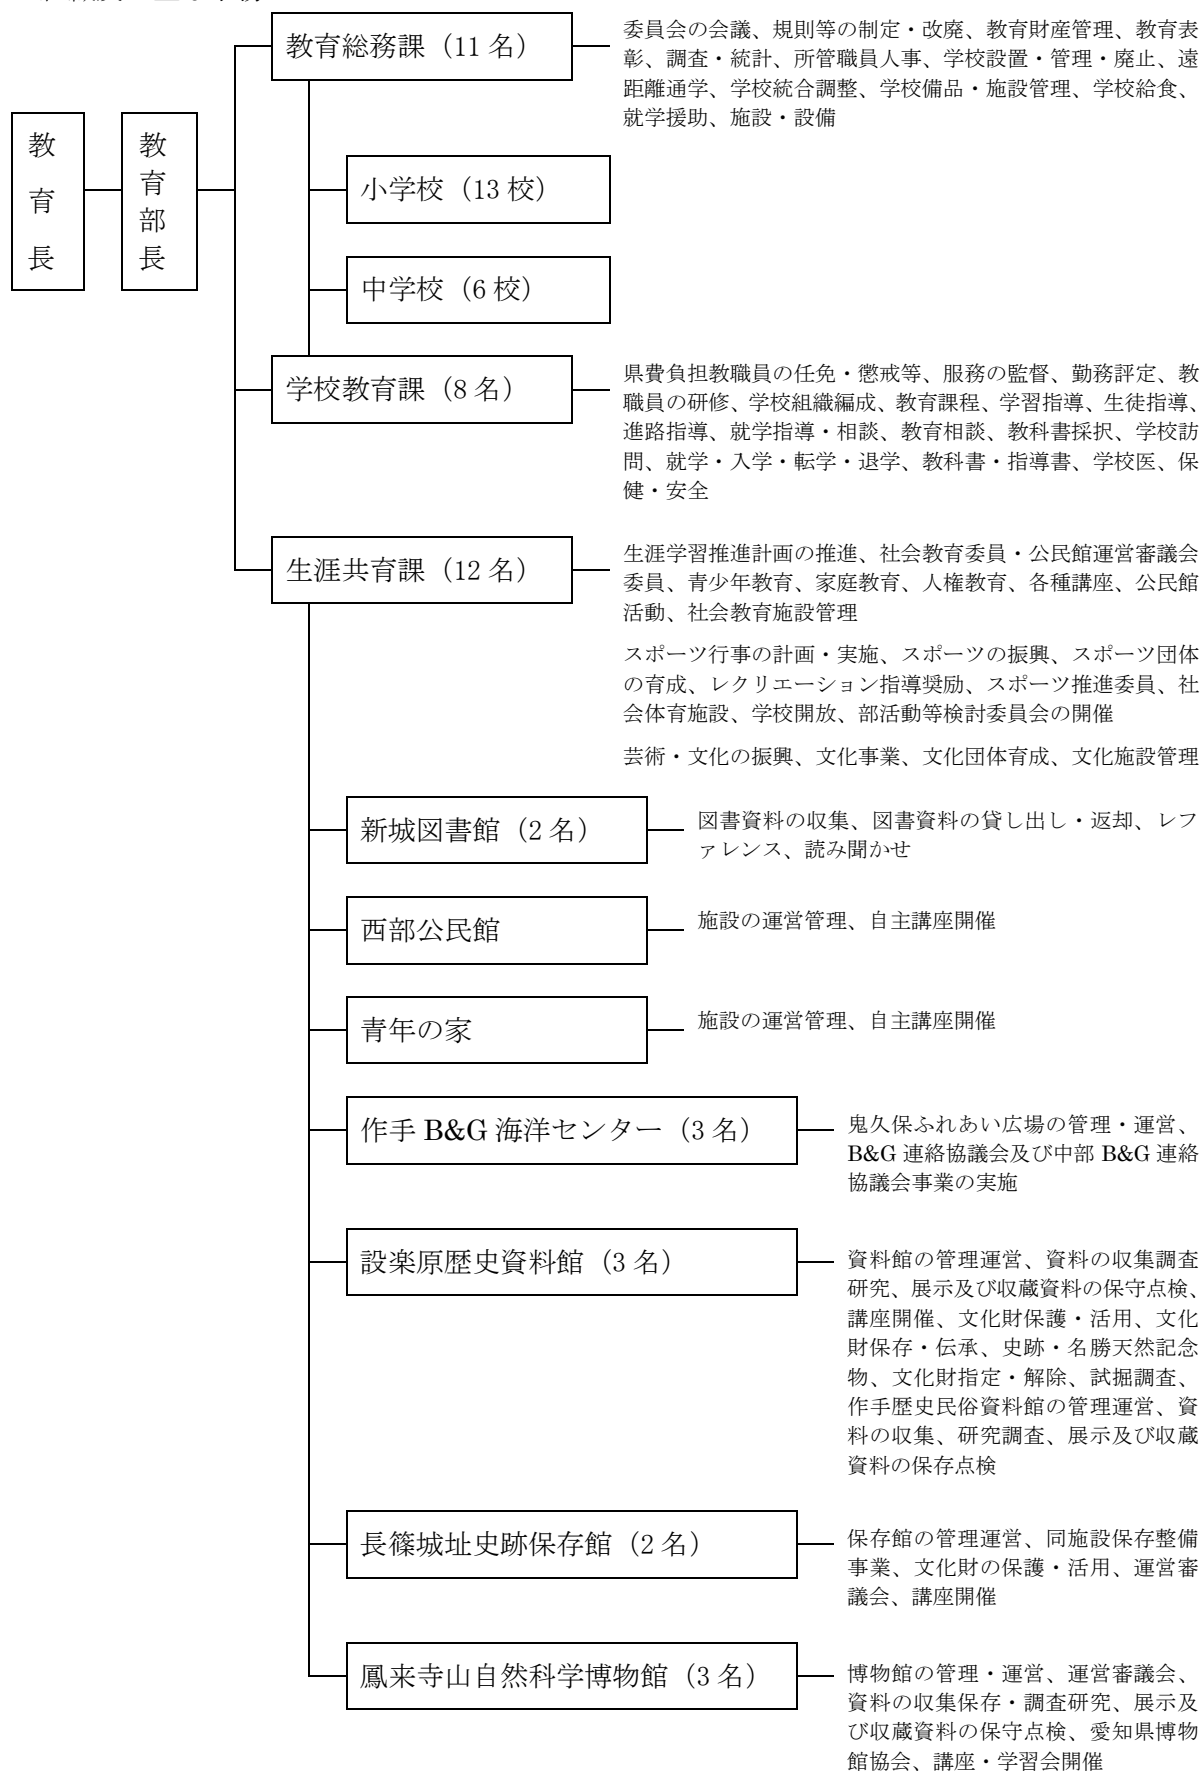 教育総務課（11 名）
委員会の会議、規則等の制定・改廃、教育財産管理、教育表
彰、調査・統計、所管職員人事、学校設置・管理・廃止、遠
距離通学、学校統合調整、学校備品・施設管理、学校給食、
就学援助、施設・設備
教育長
教育部長
小学校（13 校）
中学校（6 校）
学校教育課（8 名）
県費負担教職員の任免・懲戒等、服務の監督、勤務評定、教
職員の研修、学校組織編成、教育課程、学習指導、生徒指導、
進路指導、就学指導・相談、教育相談、教科書採択、学校訪
問、就学・入学・転学・退学、教科書・指導書、学校医、保
健・安全
生涯共育課（12 名）
生涯学習推進計画の推進、社会教育委員・公民館運営審議会
委員、青少年教育、家庭教育、人権教育、各種講座、公民館
活動、社会教育施設管理
スポーツ行事の計画・実施、スポーツの振興、スポーツ団体
の育成、レクリエーション指導奨励、スポーツ推進委員、社
会体育施設、学校開放、部活動等検討委員会の開催
芸術・文化の振興、文化事業、文化団体育成、文化施設管理
新城図書館（2 名）
図書資料の収集、図書資料の貸し出し・返却、レフ
ァレンス、読み聞かせ
西部公民館
施設の運営管理、自主講座開催
青年の家
施設の運営管理、自主講座開催
作手 B&G 海洋センター（3 名）
鬼久保ふれあい広場の管理・運営、
B&G 連絡協議会及び中部 B&G 連絡
協議会事業の実施
設楽原歴史資料館（3 名）
資料館の管理運営、資料の収集調査
研究、展示及び収蔵資料の保守点検、
講座開催、文化財保護・活用、文化
財保存・伝承、史跡・名勝天然記念
物、文化財指定・解除、試掘調査、
作手歴史民俗資料館の管理運営、資
料の収集、研究調査、展示及び収蔵
資料の保存点検
長篠城址史跡保存館（2 名）
保存館の管理運営、同施設保存整備
事業、文化財の保護・活用、運営審
議会、講座開催
鳳来寺山自然科学博物館（3 名）
博物館の管理・運営、運営審議会、
資料の収集保存・調査研究、展示及
び収蔵資料の保守点検、愛知県博物
館協会、講座・学習会開催